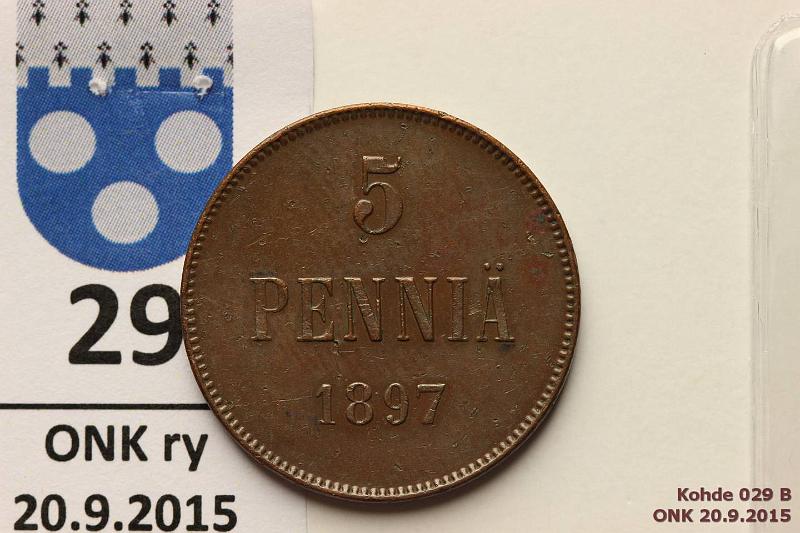 5
PENNIÄ
1897
29
ONK ry
20.9.2015
Kohde 029 B
ONK 20.9.2015